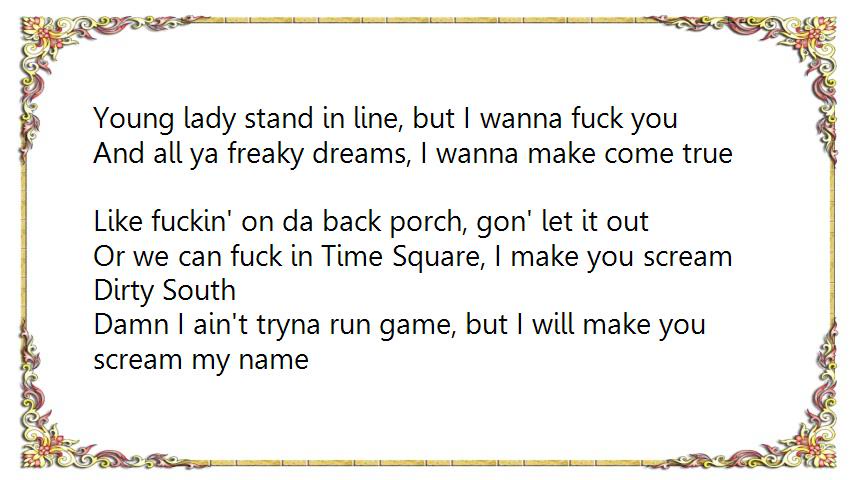 Young lady stand in line, but I wanna fuck you
And all ya freaky dreams, I wanna make come true
Like fuckin' on da back porch, gon' let it out
Or we can fuck in Time Square, I make you scream
Dirty South
Damn I ain't tryna run game, but I will make you
scream my name